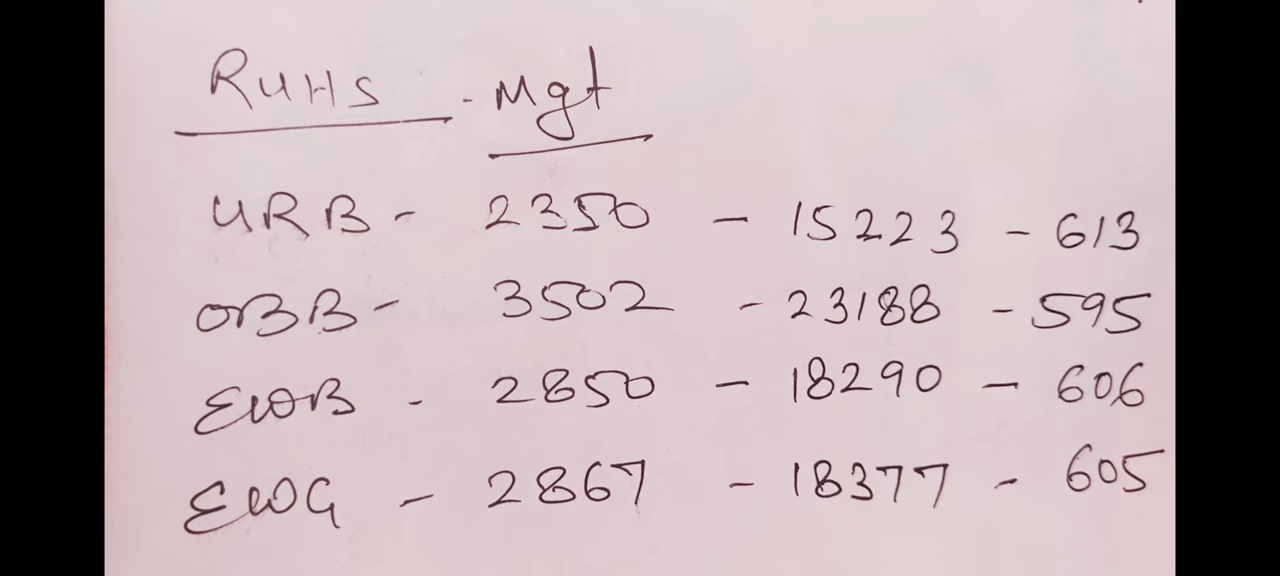 RUHS - Mgt
URB - 2350 - 15223 - 613
OBB - 3502 - 23188 - 595
EWB - 2850 - 18290 - 606
EWG - 2867 - 18377 - 605